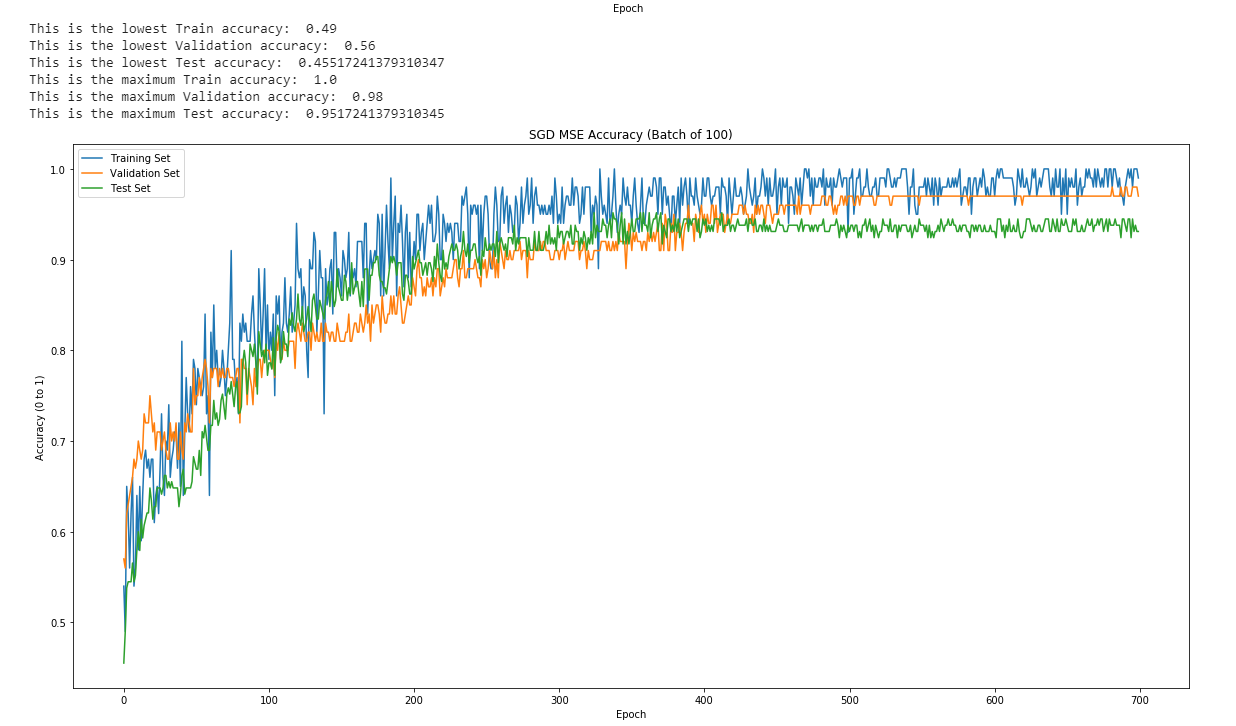 Epoch
This is the lowest Train accuracy:  0.49
This is the lowest Validation accuracy:  0.56
This is the lowest Test accuracy:  0.45517241379310347
This is the maximum Train accuracy:  1.0
This is the maximum Validation accuracy:  0.98
This is the maximum Test accuracy:  0.9517241379310345
SGD MSE Accuracy (Batch of 100)
Training Set
Validation Set
Test Set
1.0
0.9
0.8
0.7
0.6
0.5
Accuracy (0 to 1)
0 100 200 300 400 500 600 700
Epoch